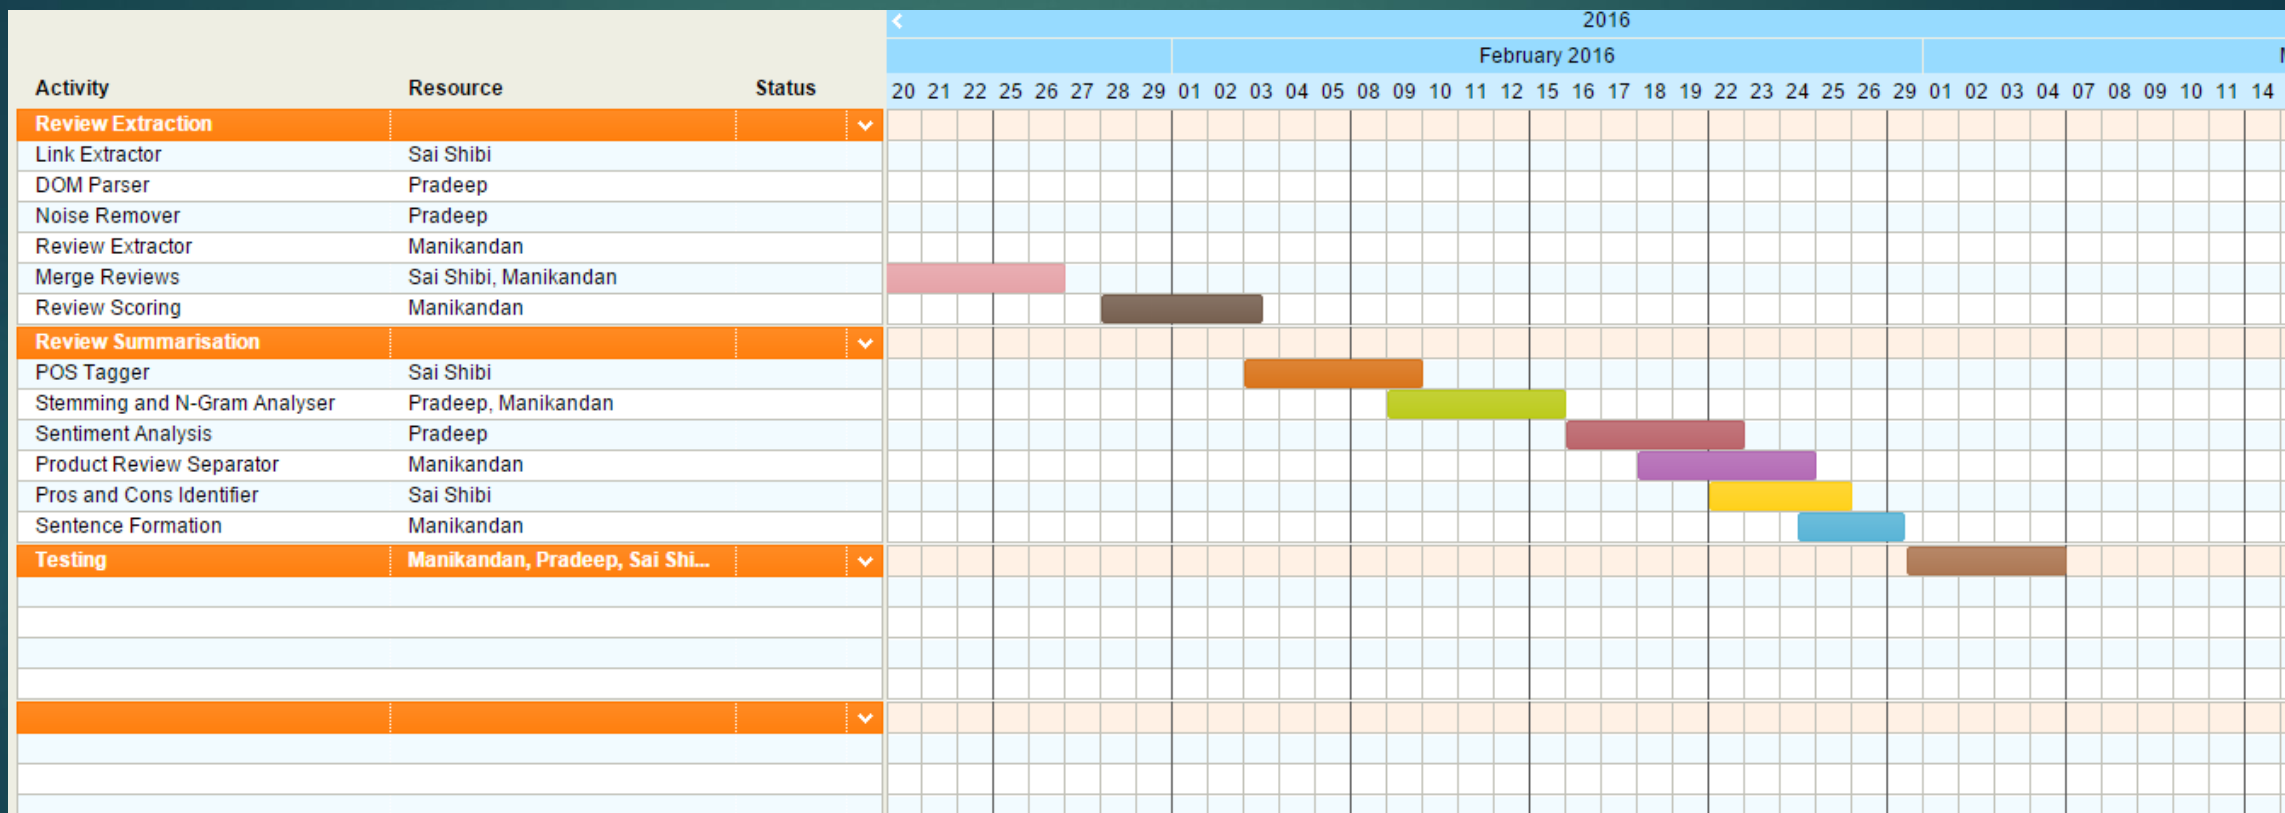 2016
February 2016
Activity Resource Status 20 21 22 25 26 27 28 29 01 02 03 04 05 08 09 10 11 12 15 16 17 18 19 22 23 24 25 26 29 01 02 03 04 07 08 09 10 11 14
Review Extraction
Link Extractor Sai Shibi
DOM Parser Pradeep
Noise Remover Pradeep
Review Extractor Manikandan
Merge Reviews Sai Shibi, Manikandan
Review Scoring Manikandan
Review Summarisation
POS Tagger Sai Shibi
Stemming and N-Gram Analyser Pradeep, Manikandan
Sentiment Analysis Pradeep
Product Review Separator Manikandan
Pros and Cons Identifier Sai Shibi
Sentence Formation Manikandan
Testing Manikandan, Pradeep, Sai Shi...